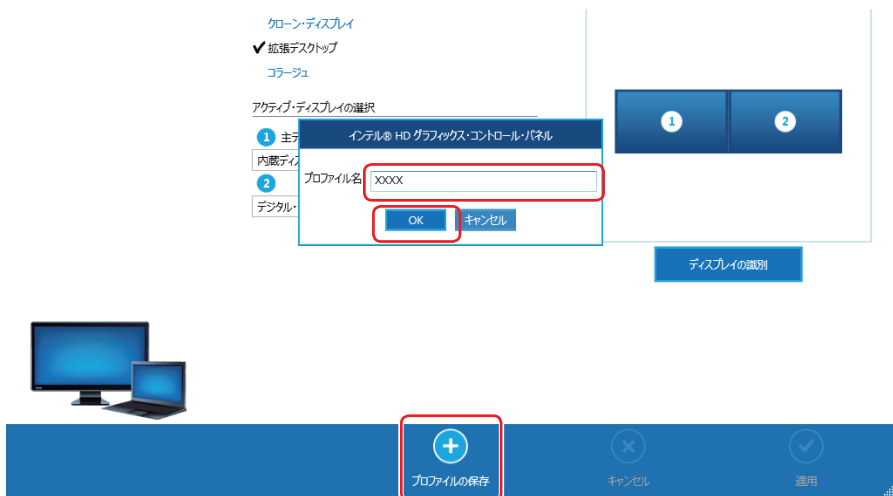 クローン・ディスプレイ
拡張デスクトップ
コラージュ
アクティブ・ディスプレイの選択
1 主デ
内蔵ディス
2
デジタル・
インテル® HD グラフィックス・コントロール・パネル
プロファイル名
XXXX
OK
キャンセル
1
2
ディスプレイの識別
プロファイルの保存
キャンセル
適用